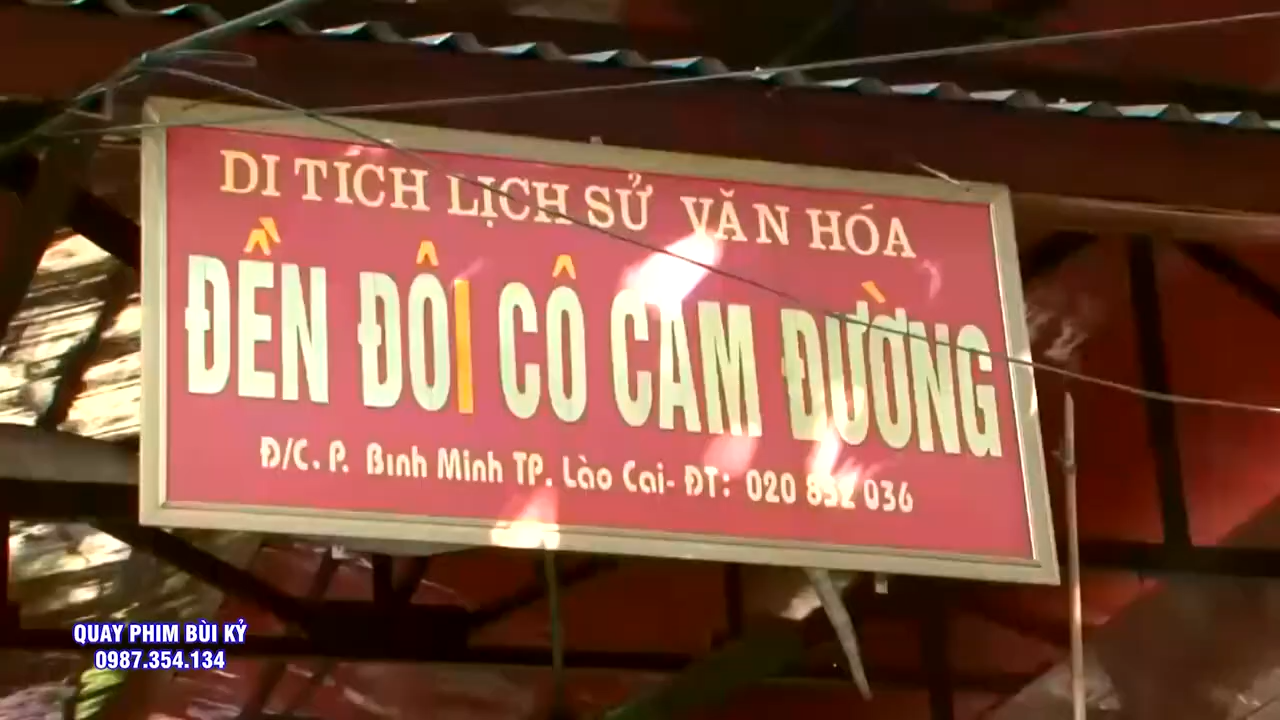 DI TÍCH LỊCH SỬ VĂN HÓA
ĐỀN ĐÔI CÔ CAM ĐƯỜNG
Đ/C. P. Bình Minh TP. Lào Cai- ĐT: 020 832 036
QUAY PHIM BÙI KỶ
0987.354.134